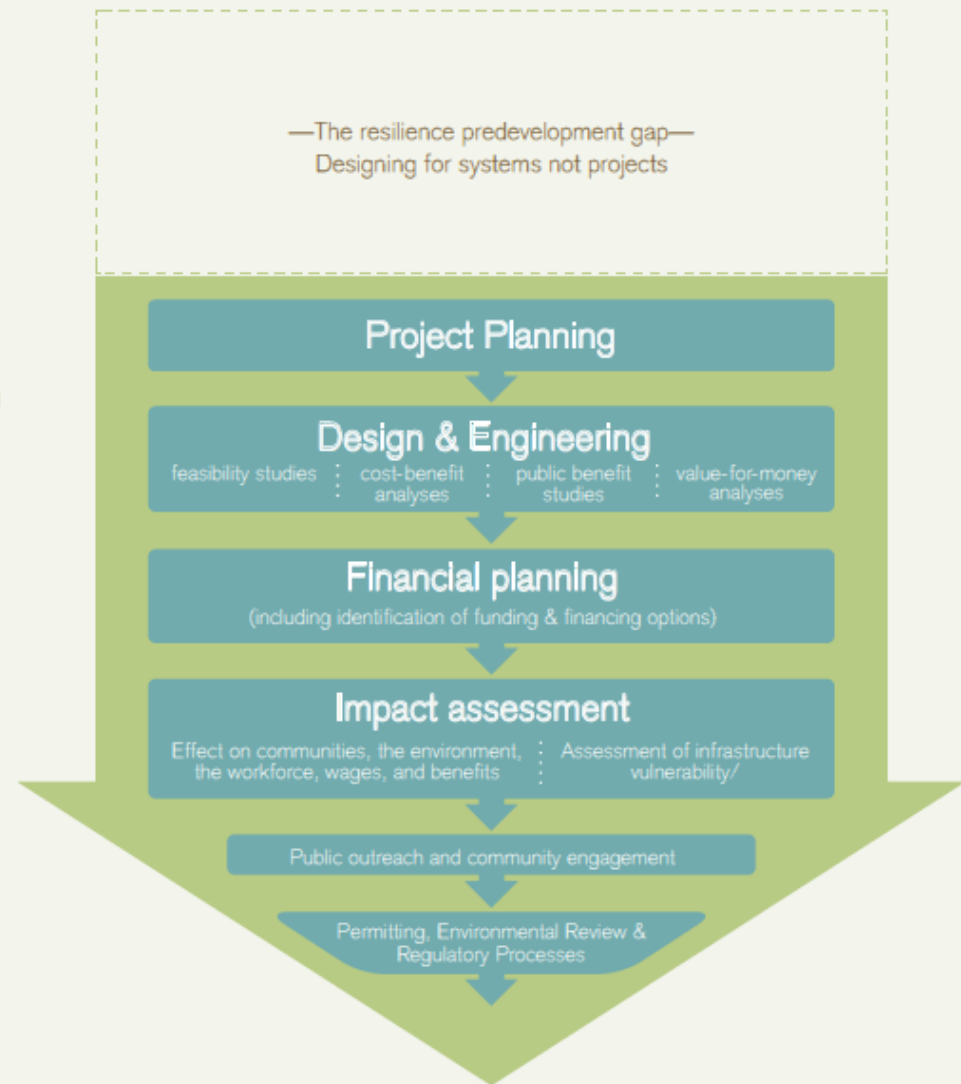 —The resilience predevelopment gap—
Designing for systems not projects
Project Planning
Design & Engineering
feasibility studies
cost-benefit
analyses
public benefit
studies
value-for-money
analyses
Financial planning
(including identification of funding & financing options)
Impact assessment
Effect on communities, the environment,
the workforce, wages, and benefits
Assessment of infrastructure
vulnerability/
Public outreach and community engagement
Permitting, Environmental Review &
Regulatory Processes